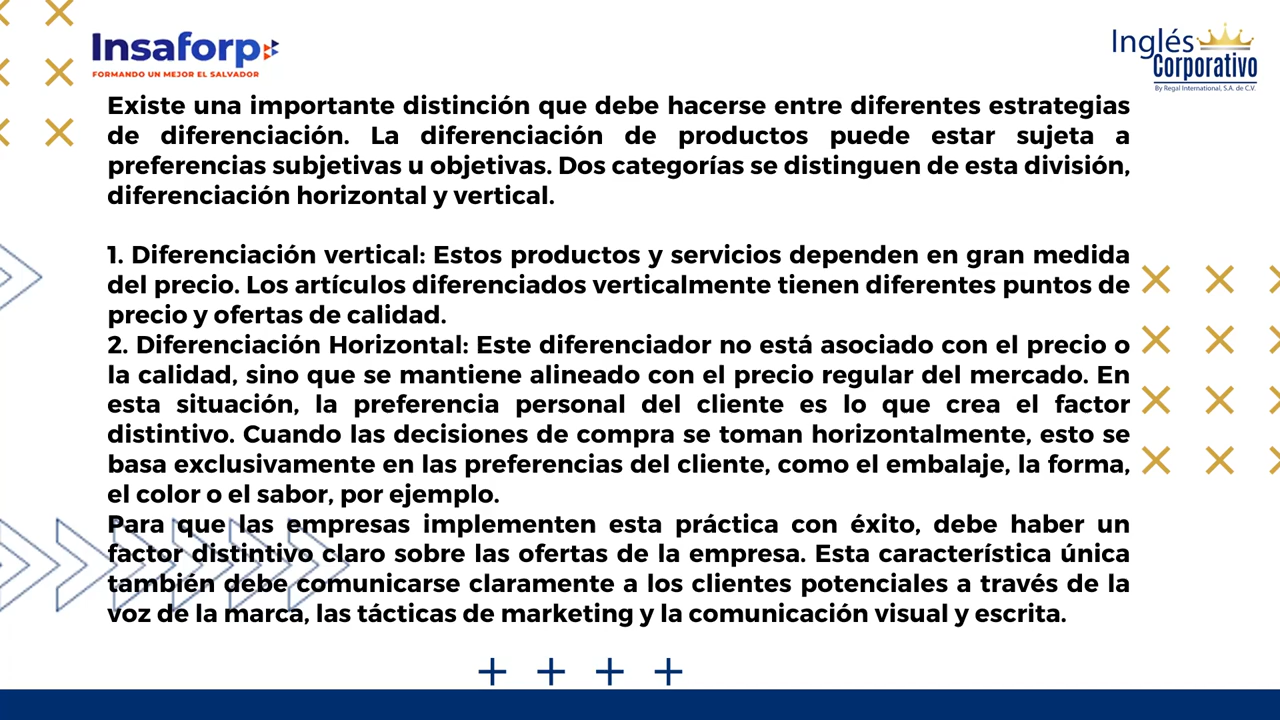 Insaforp
FORMANDO UN MEJOR EL SALVADOR
Inglés
Corporativo
By Regal International, S.A. de C.V.
Existe una importante distinción que debe hacerse entre diferentes estrategias
de diferenciación. La diferenciación de productos puede estar sujeta a
preferencias subjetivas u objetivas. Dos categorías se distinguen de esta división,
diferenciación horizontal y vertical.
1. Diferenciación vertical: Estos productos y servicios dependen en gran medida
del precio. Los artículos diferenciados verticalmente tienen diferentes puntos de
precio y ofertas de calidad.
2. Diferenciación Horizontal: Este diferenciador no está asociado con el precio o
la calidad, sino que se mantiene alineado con el precio regular del mercado. En
esta situación, la preferencia personal del cliente es lo que crea el factor
distintivo. Cuando las decisiones de compra se toman horizontalmente, esto se
basa exclusivamente en las preferencias del cliente, como el embalaje, la forma,
el color o el sabor, por ejemplo.
Para que las empresas implementen esta práctica con éxito, debe haber un
factor distintivo claro sobre las ofertas de la empresa. Esta característica única
también debe comunicarse claramente a los clientes potenciales a través de la
voz de la marca, las tácticas de marketing y la comunicación visual y escrita.